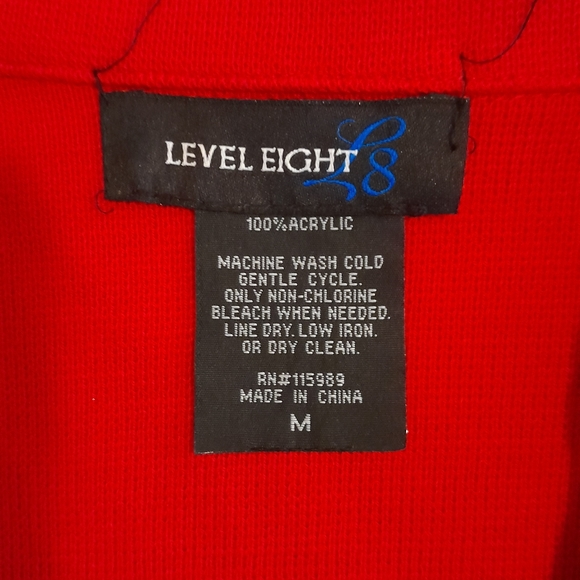 LEVEL EIGHT L8
100%ACRYLIC
MACHINE WASH COLD
GENTLE CYCLE.
ONLY NON-CHLORINE
BLEACH WHEN NEEDED.
LINE DRY. LOW IRON.
OR DRY CLEAN.
RN#115989
MADE IN CHINA
M